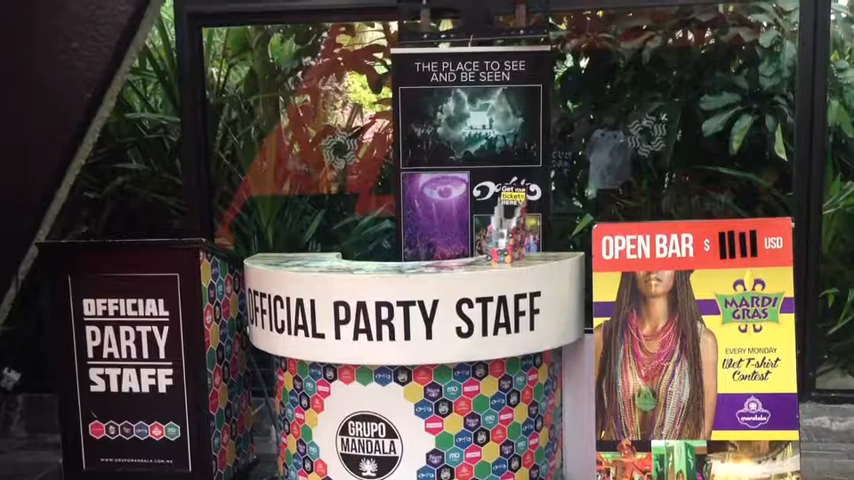 THE PLACE TO SEE
AND BE SEEN
Get your
tickets
HERE
OFFICIAL PARTY STAFF
OFFICIAL
PARTY
STAFF
WWW.GRUPOMANDALA.COM.MX
GRUPO
MANDALA
OPEN BAR $ USD
MARDI
GRAS
EVERY MONDAY
Wet T-shirt
Contest
mandala